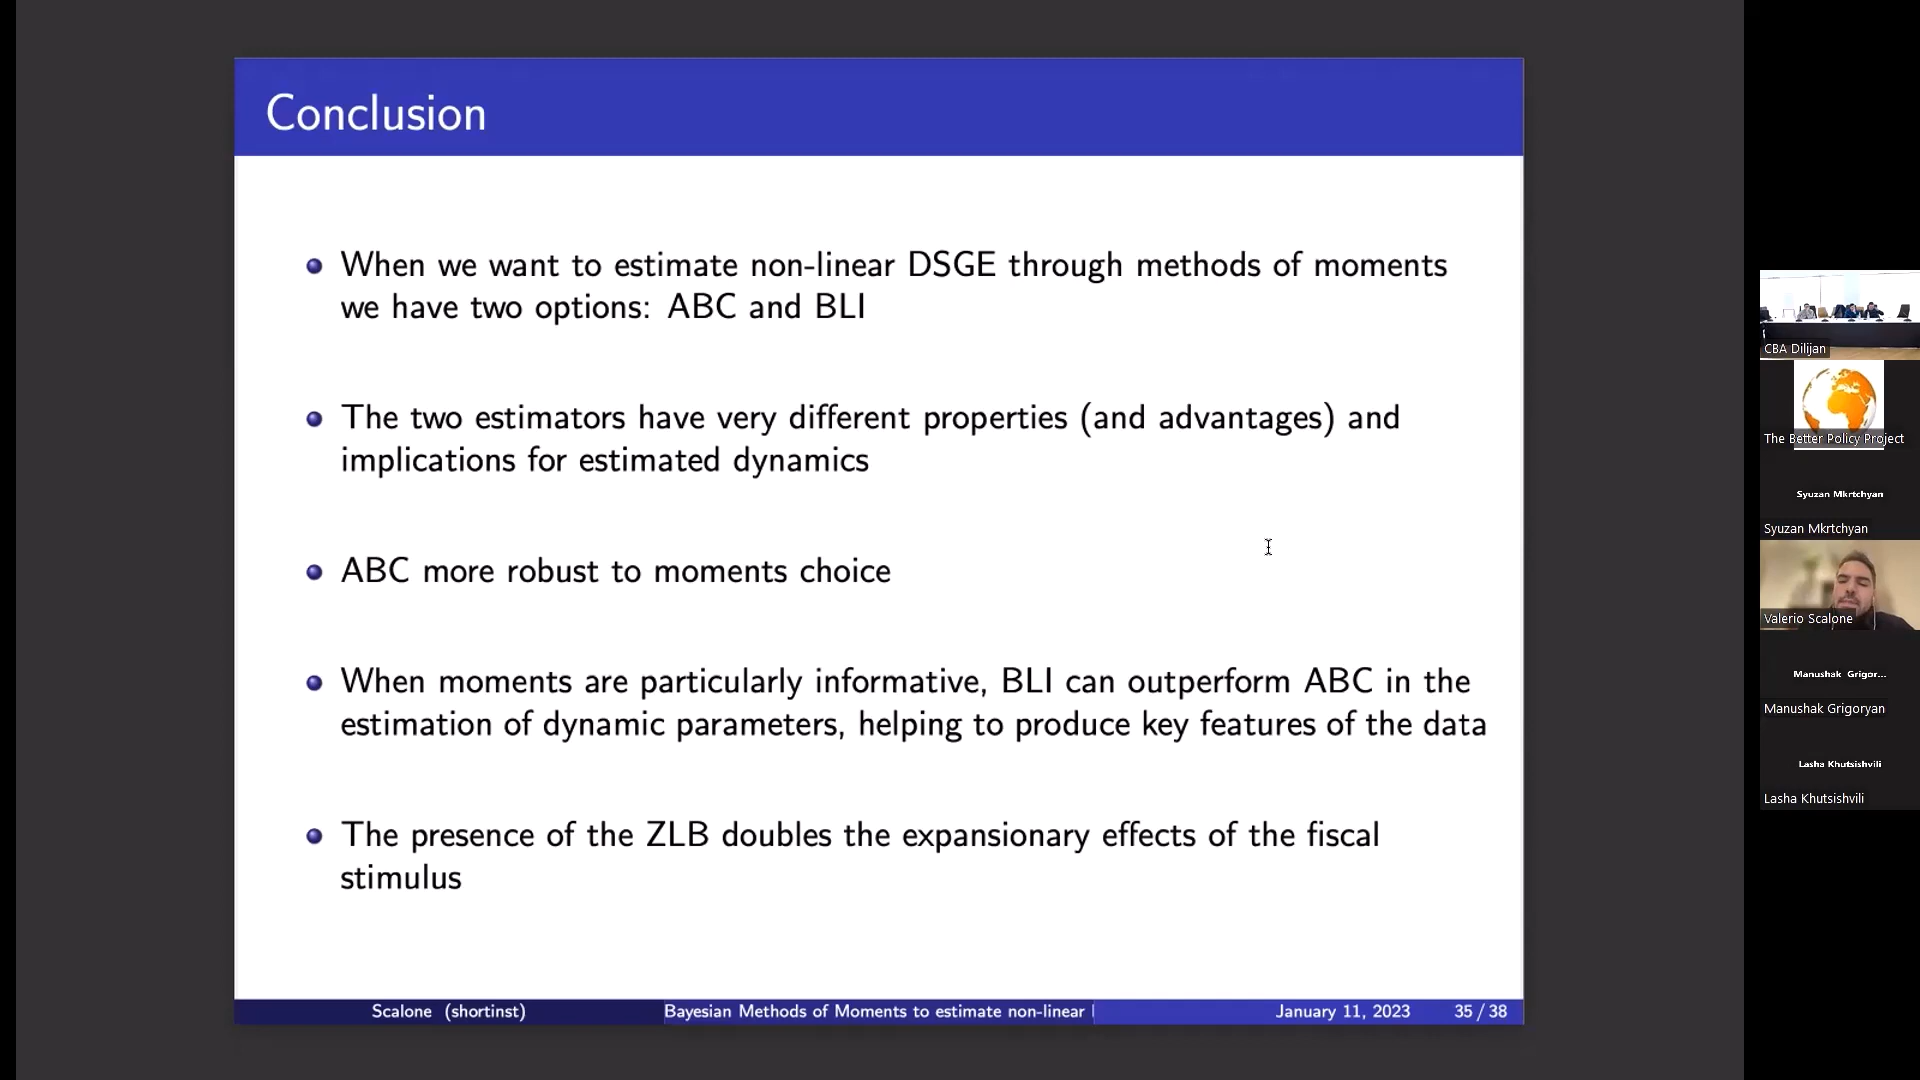 Conclusion
When we want to estimate non-linear DSGE through methods of moments
we have two options: ABC and BLI
The two estimators have very different properties (and advantages) and
implications for estimated dynamics
ABC more robust to moments choice
When moments are particularly informative, BLI can outperform ABC in the
estimation of dynamic parameters, helping to produce key features of the data
The presence of the ZLB doubles the expansionary effects of the fiscal
stimulus
Scalone (shortinst)
Bayesian Methods of Moments to estimate non-linear
January 11, 2023
35 / 38
CBA Dilijan
The Better Policy Project
Syuzan Mkrtchyan
Syuzan Mkrtchyan
Valerio Scalone
Manushak Grigor...
Manushak Grigoryan
Lasha Khutsishvili
Lasha Khutsishvili